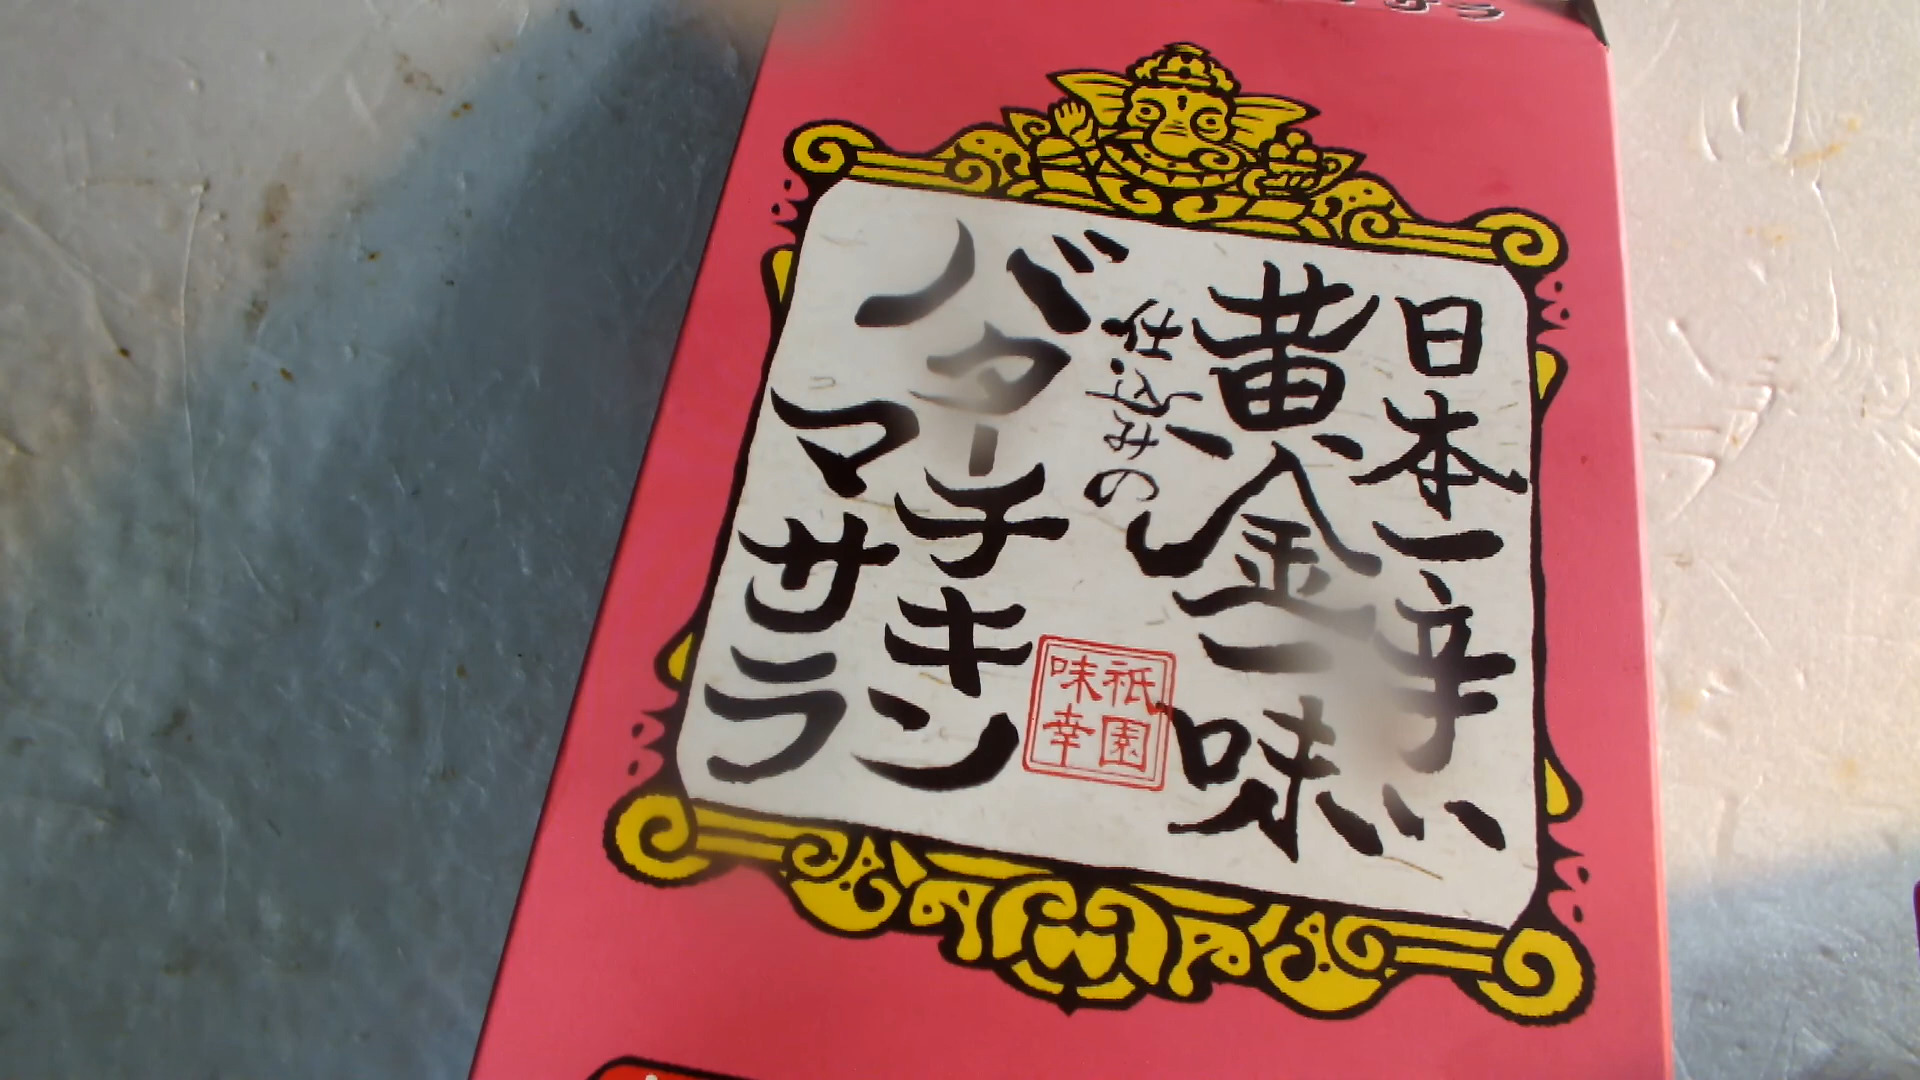 日本一辛い
黄金一味
仕込みの
バターチキン
マサラ
祇園
味幸